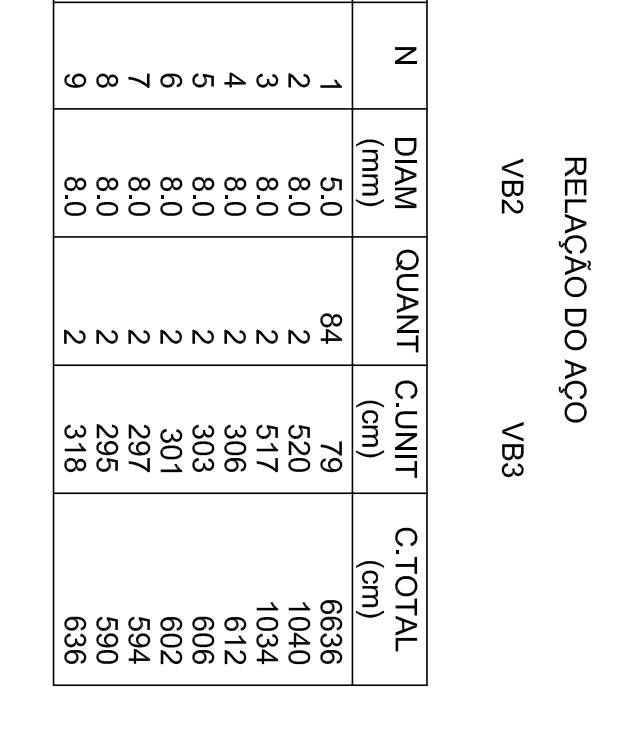 RELAÇÃO DO AÇO
VB2 VB3
N DIAM QUANT C.UNIT C.TOTAL
(mm) (cm) (cm)
1 5.0 84 79 6636
2 8.0 2 520 1040
3 8.0 2 517 1034
4 8.0 2 306 612
5 8.0 2 303 606
6 8.0 2 301 602
7 8.0 2 297 594
8 8.0 2 295 590
9 8.0 2 318 636